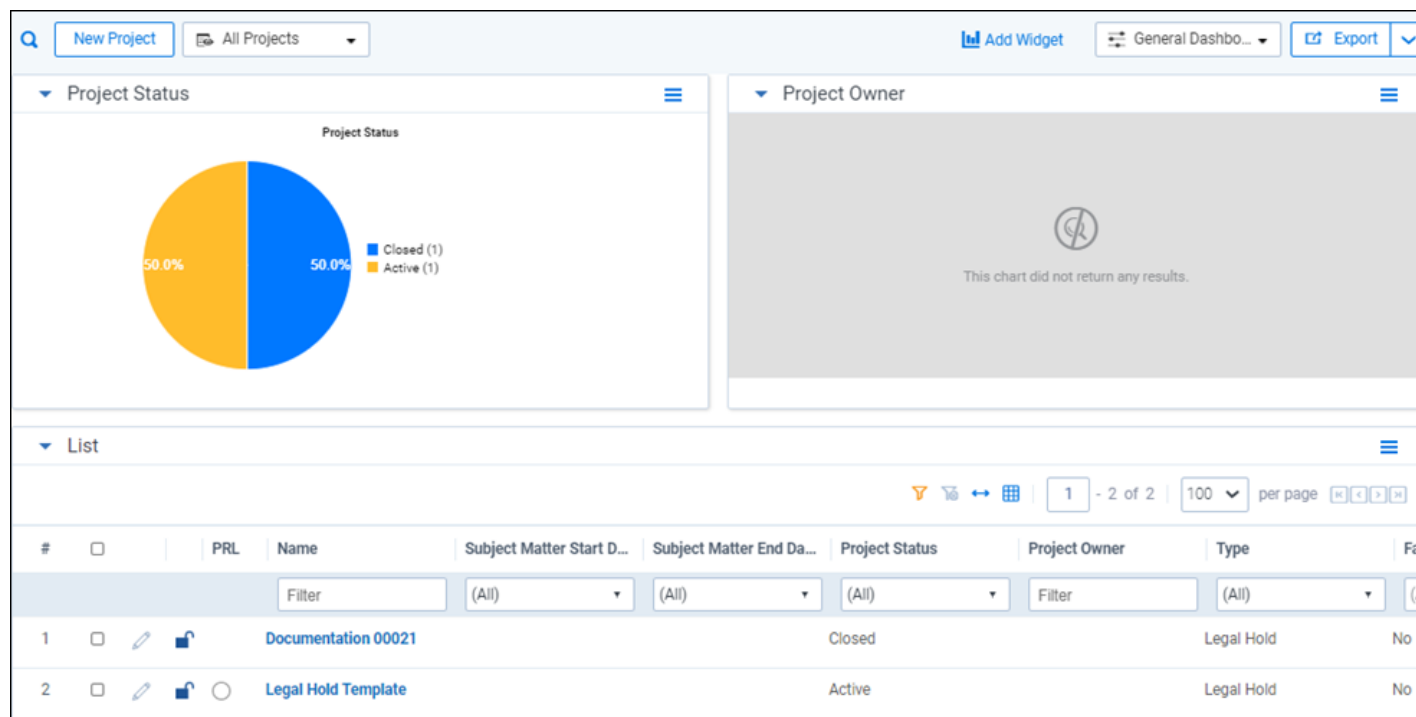 New Project All Projects Add Widget General Dashbo... Export
Project Status
Project Owner
Project Status
50.0% 50.0%
Closed (1)
Active (1)
This chart did not return any results.
List
1 - 2 of 2 100 per page
# PRL Name Subject Matter Start D... Subject Matter End Da... Project Status Project Owner Type Fa
Filter (All) (All) (All) Filter (All) (
1 Documentation 00021 Closed Legal Hold No
2 Legal Hold Template Active Legal Hold No